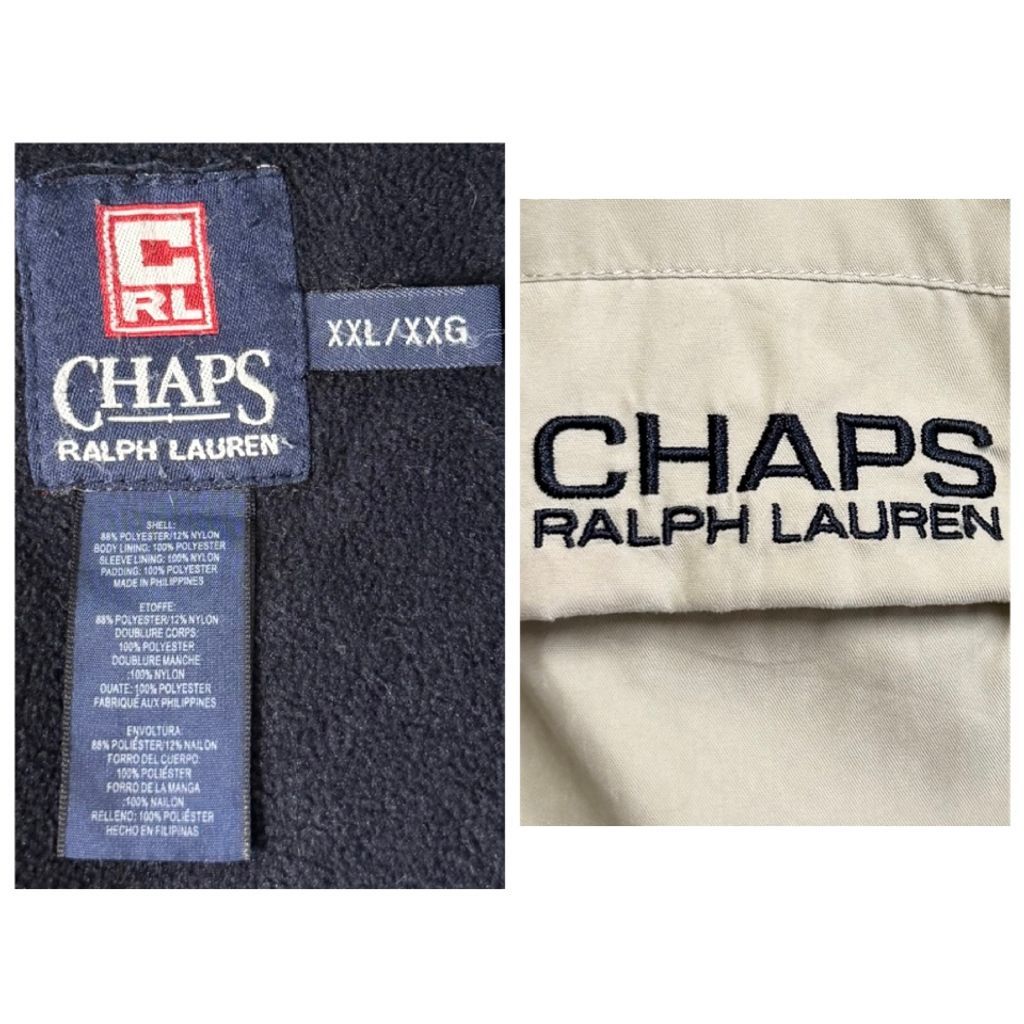 C
RL
CHAPS
RALPH LAUREN
XXL/XXG
SHELL:
88% POLYESTER/12% NYLON
BODY LINING: 100% POLYESTER
SLEEVE LINING: 100% NYLON
PADDING: 100% POLYESTER
MADE IN PHILIPPINES
ETOFFE:
88% POLYESTER/12% NYLON
DOUBLURE CORPS:
100% POLYESTER
DOUBLURE MANCHE
:100% NYLON
OUATE: 100% POLYESTER
FABRIQUE AUX PHILIPPINES
ENVOLTURA:
88% POLIÉSTER/12% NAILON
FORRO DEL CUERPO:
100% POLIÉSTER
FORRO DE LA MANGA
:100% NAILON
RELLENO: 100% POLIÉSTER
HECHO EN FILIPINAS
CHAPS
RALPH LAUREN